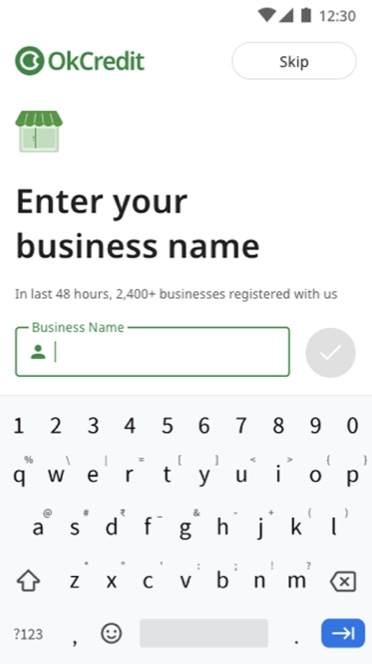 12:30
OkCredit
Skip
Enter your
business name
In last 48 hours, 2,400+ businesses registered with us
Business Name
1 2 3 4 5 6 7 8 9 0
% \ | = [ ] < > { }
q w e r t y u i o p
@ # ₹ _ & - + ( )
a s d f g h j k l
* " ' : ; ! ?
z x c v b n m
?123 , .